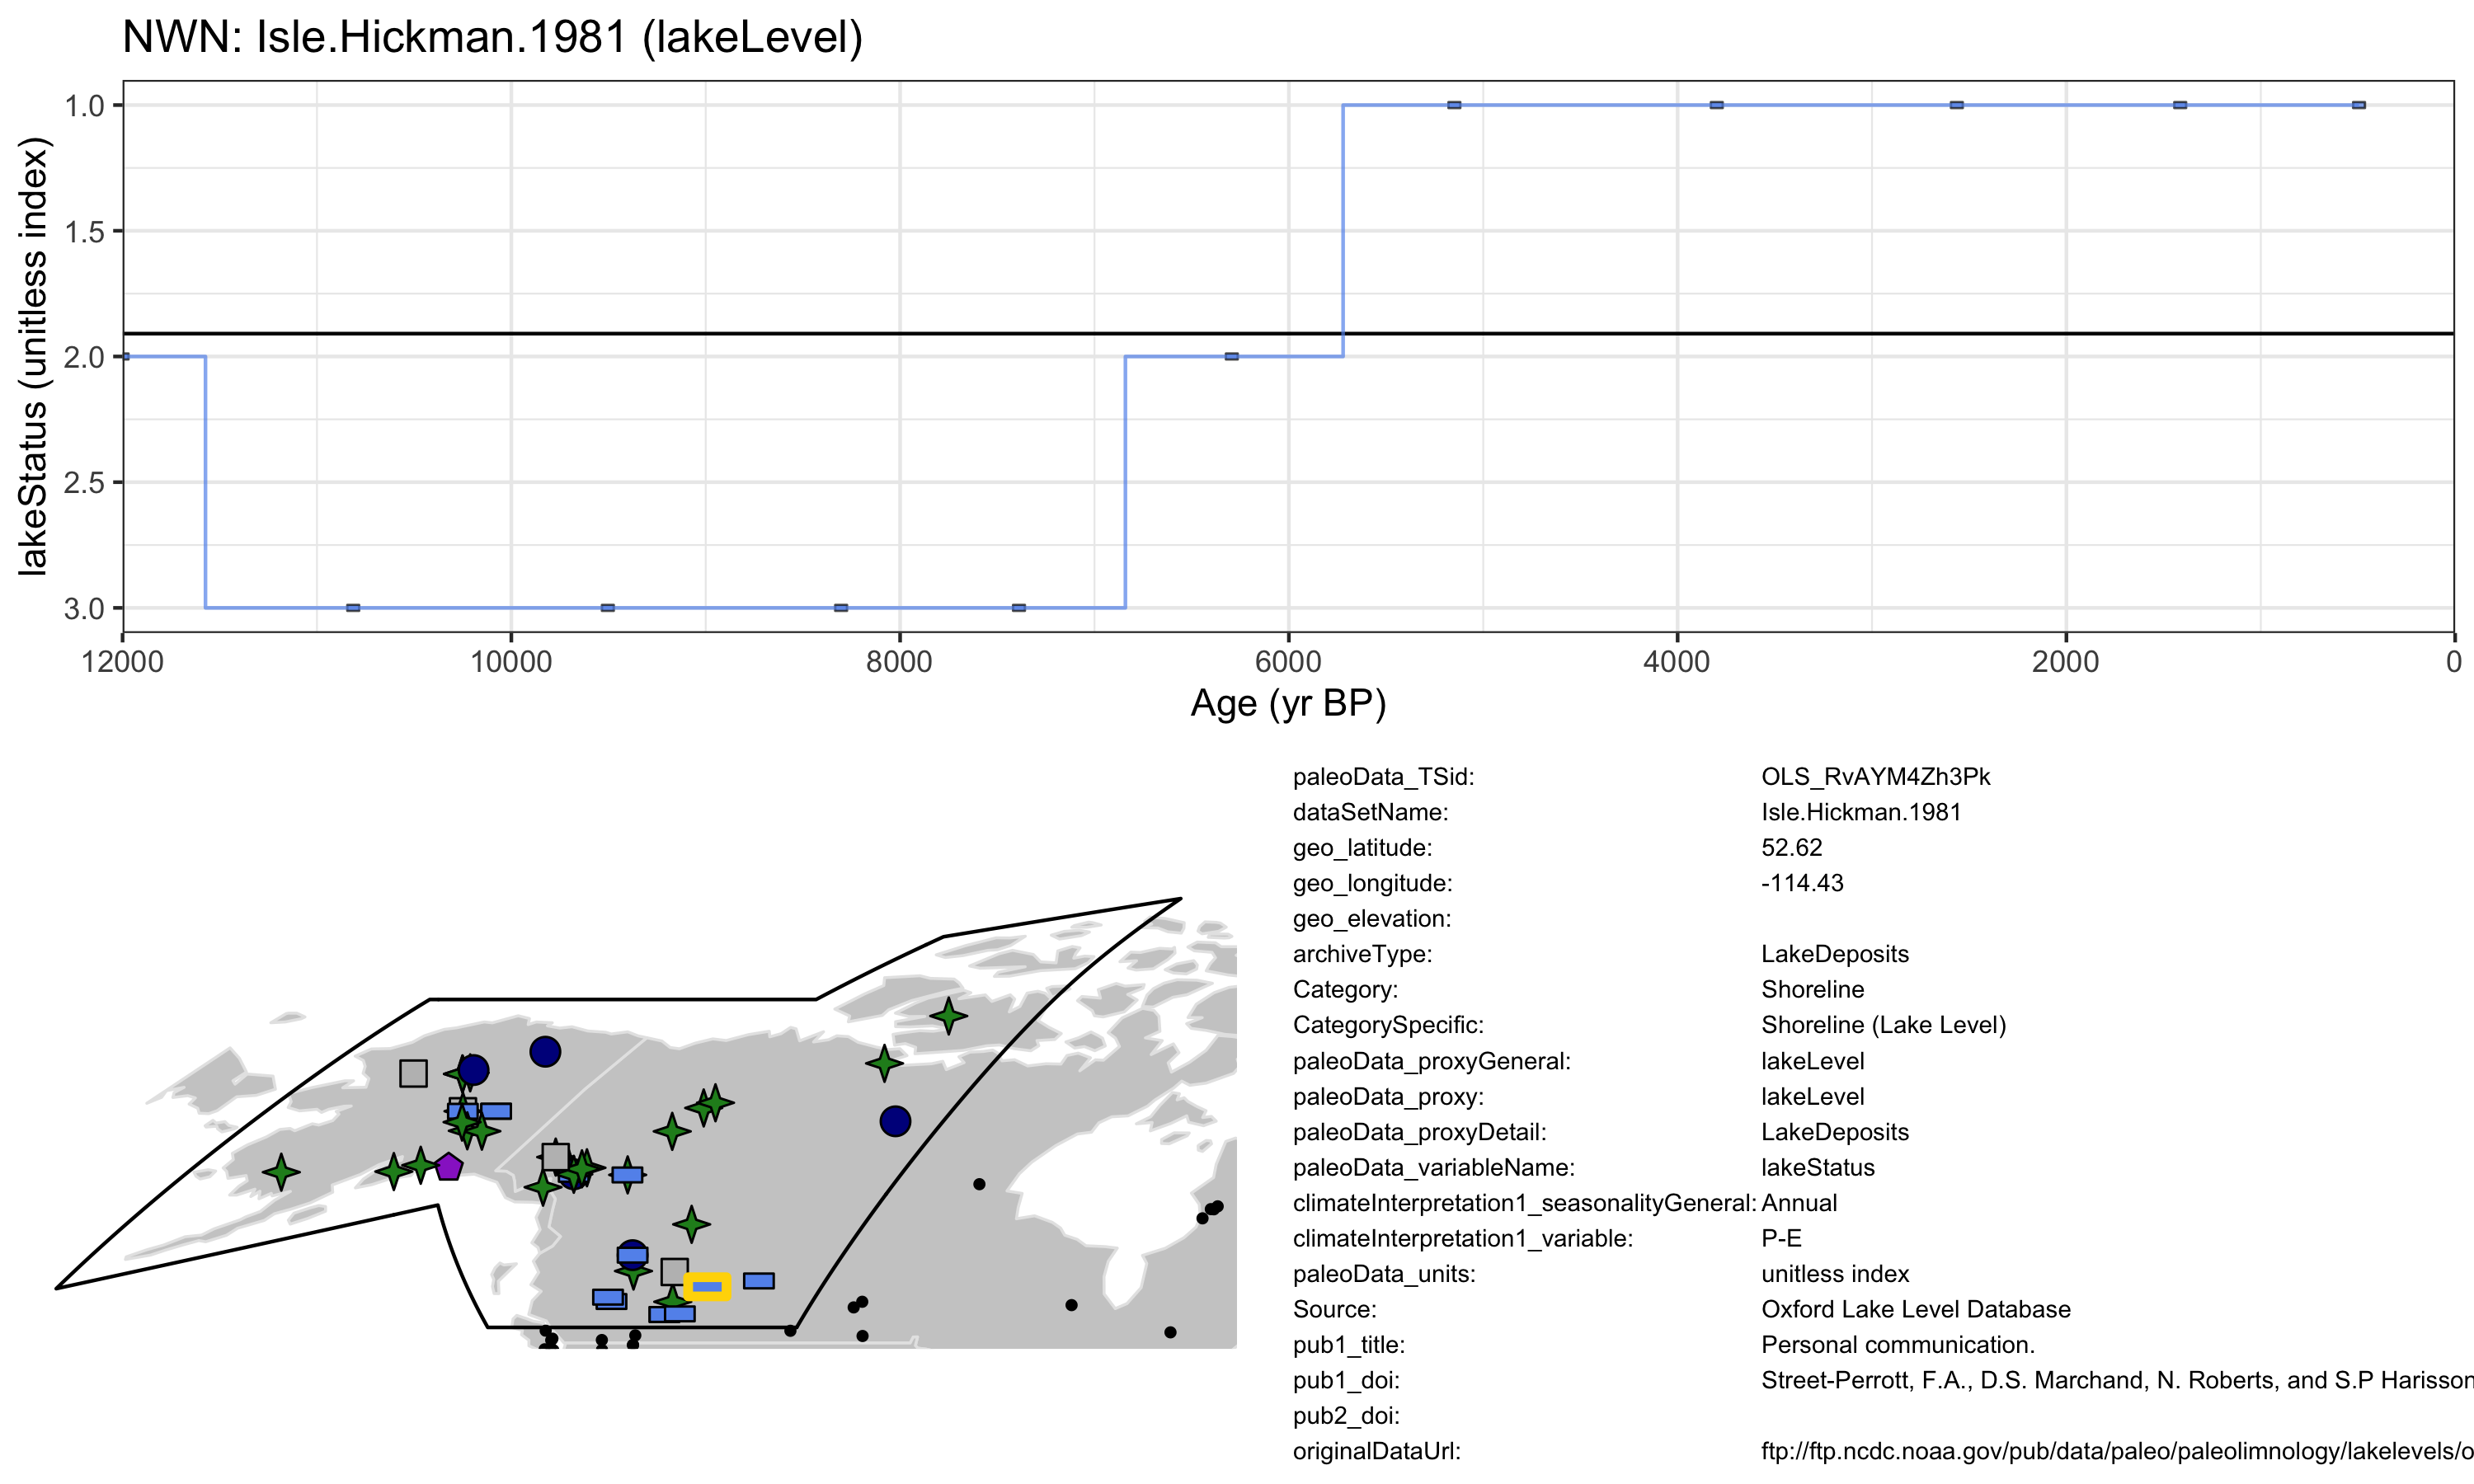 NWN: Isle.Hickman.1981 (lakeLevel)
lakeStatus (unitless index)
1.0
1.5
2.0
2.5
3.0
12000 10000 8000 6000 4000 2000 0
Age (yr BP)
paleoData_TSid: OLS_RvAYM4Zh3Pk
dataSetName: Isle.Hickman.1981
geo_latitude: 52.62
geo_longitude: -114.43
geo_elevation:
archiveType: LakeDeposits
Category: Shoreline
CategorySpecific: Shoreline (Lake Level)
paleoData_proxyGeneral: lakeLevel
paleoData_proxy: lakeLevel
paleoData_proxyDetail: LakeDeposits
paleoData_variableName: lakeStatus
climateInterpretation1_seasonalityGeneral: Annual
climateInterpretation1_variable: P-E
paleoData_units: unitless index
Source: Oxford Lake Level Database
pub1_title: Personal communication.
pub1_doi: Street-Perrott, F.A., D.S. Marchand, N. Roberts, and S.P Harisson
pub2_doi:
originalDataUrl: ftp://ftp.ncdc.noaa.gov/pub/data/paleo/paleolimnology/lakelevels/o